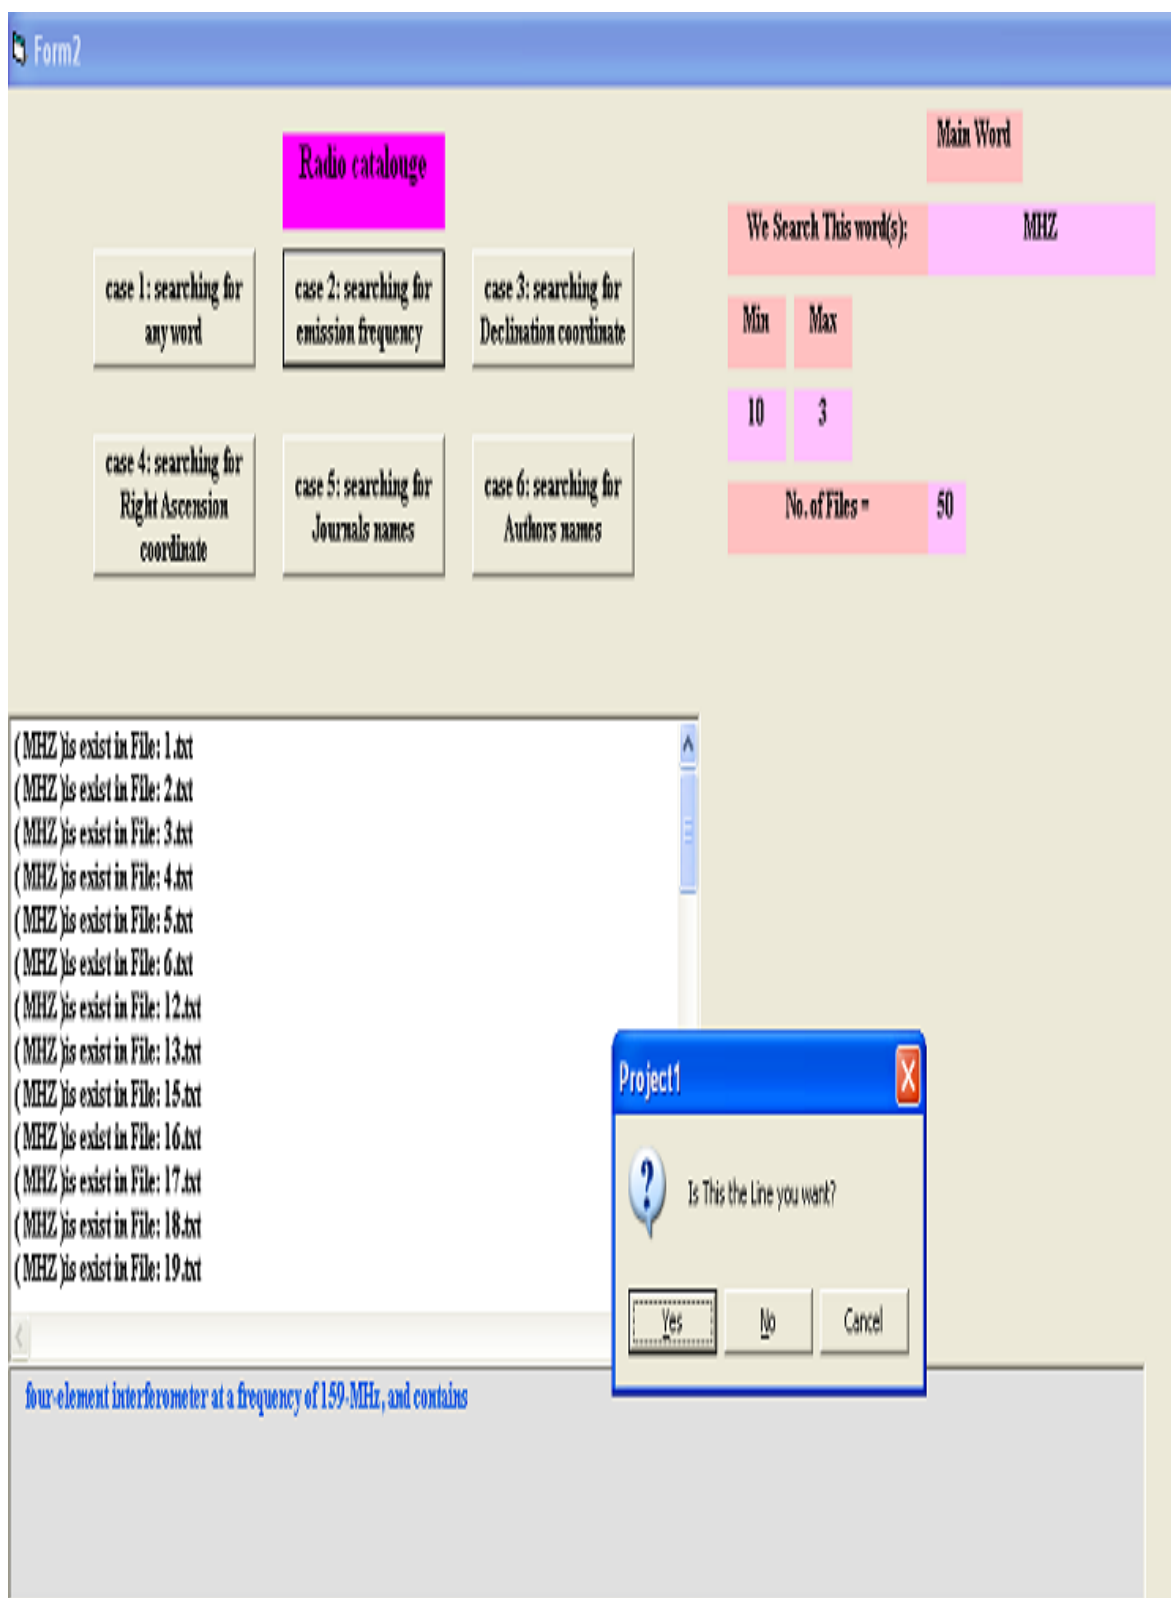 Form2
Radio catalouge
Main Word
We Search This word(s):
MHZ
case 1: searching for
any word
case 2: searching for
emission frequency
case 3: searching for
Declination coordinate
Min
Max
10
3
case 4: searching for
Right Ascension
coordinate
case 5: searching for
Journals names
case 6: searching for
Authors names
No. of Files =
50
( MHZ )is exist in File: 1.txt
( MHZ )is exist in File: 2.txt
( MHZ )is exist in File: 3.txt
( MHZ )is exist in File: 4.txt
( MHZ )is exist in File: 5.txt
( MHZ )is exist in File: 6.txt
( MHZ )is exist in File: 12.txt
( MHZ )is exist in File: 13.txt
( MHZ )is exist in File: 15.txt
( MHZ )is exist in File: 16.txt
( MHZ )is exist in File: 17.txt
( MHZ )is exist in File: 18.txt
( MHZ )is exist in File: 19.txt
Project1
Is This the Line you want?
Yes
No
Cancel
four-element interferometer at a frequency of 159-MHz, and contains